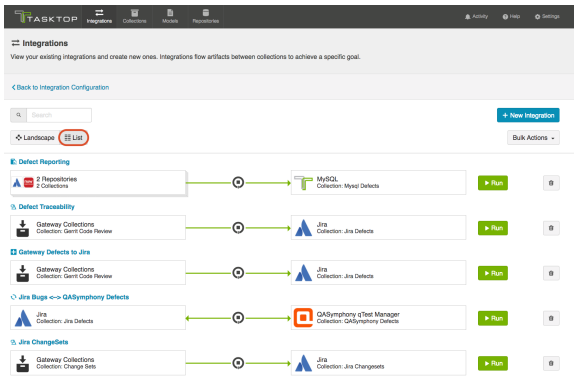 TASKTOP
Integrations
Collections
Models
Repositories
Activity
Help
Settings
Integrations
View your existing integrations and create new ones. Integrations flow artifacts between collections to achieve a specific goal.
Back to Integration Configuration
Search
+ New Integration
Landscape
List
Bulk Actions
Defect Reporting
2 Repositories
2 Collections
MySQL
Collection: Mysql Defects
Run
Defect Traceability
Gateway Collections
Collection: Gerrit Code Review
Jira
Collection: Jira Defects
Run
Gateway Defects to Jira
Gateway Collections
Collection: Gerrit Code Review
Jira
Collection: Jira Defects
Run
Jira Bugs <--> QASymphony Defects
Jira
Collection: Jira Defects
QASymphony qTest Manager
Collection: QASymphony Defects
Run
Jira ChangeSets
Gateway Collections
Collection: Change Sets
Jira
Collection: Jira Changesets
Run